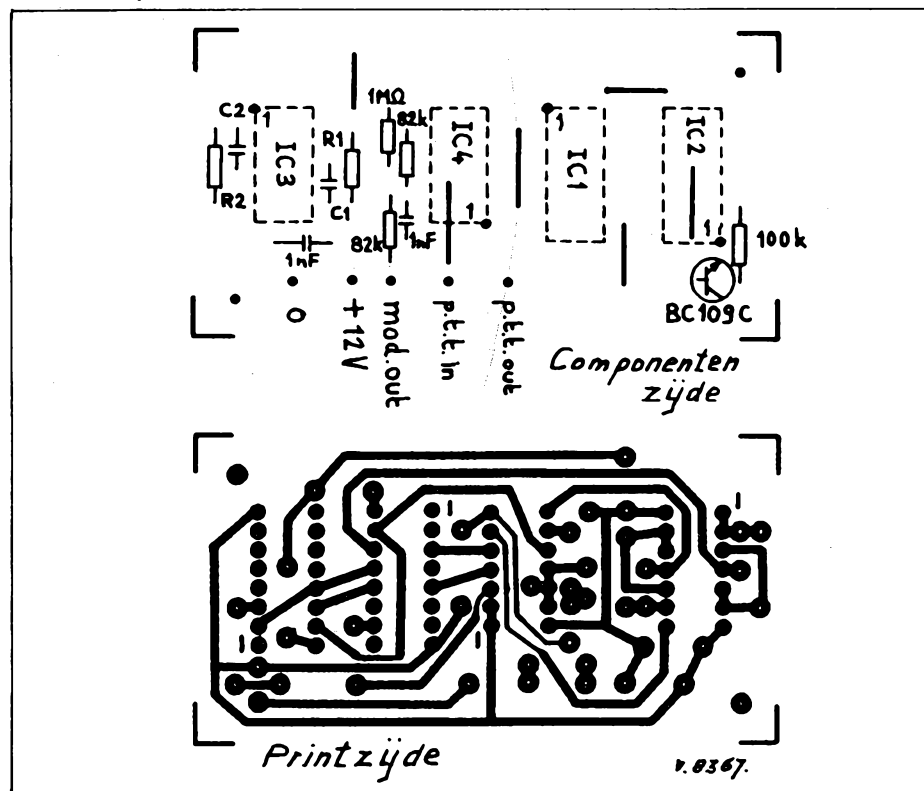 C2
1
IC3
R2
1nF
R1
C1
1MΩ
82k
82k
1nF
IC4
1
1
IC1
IC2
1
100k
BC109C
0
+12V
mod.out
p.t.t.in
p.t.t.out
Componenten
zijde
1
1
1
1
Printzijde
v.8367.